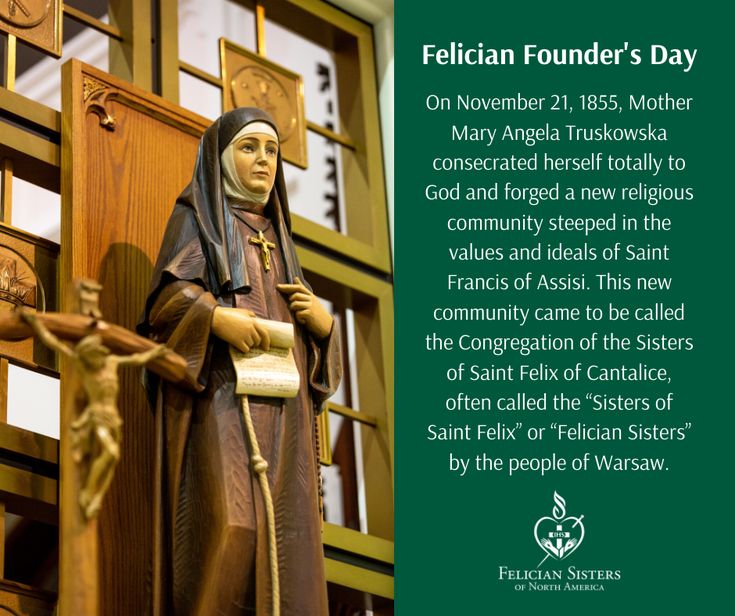 Felician Founder's Day
On November 21, 1855, Mother
Mary Angela Truskowska
consecrated herself totally to
God and forged a new religious
community steeped in the
values and ideals of Saint
Francis of Assisi. This new
community came to be called
the Congregation of the Sisters
of Saint Felix of Cantalice,
often called the “Sisters of
Saint Felix” or “Felician Sisters”
by the people of Warsaw.
IHS
FELICIAN SISTERS
OF NORTH AMERICA